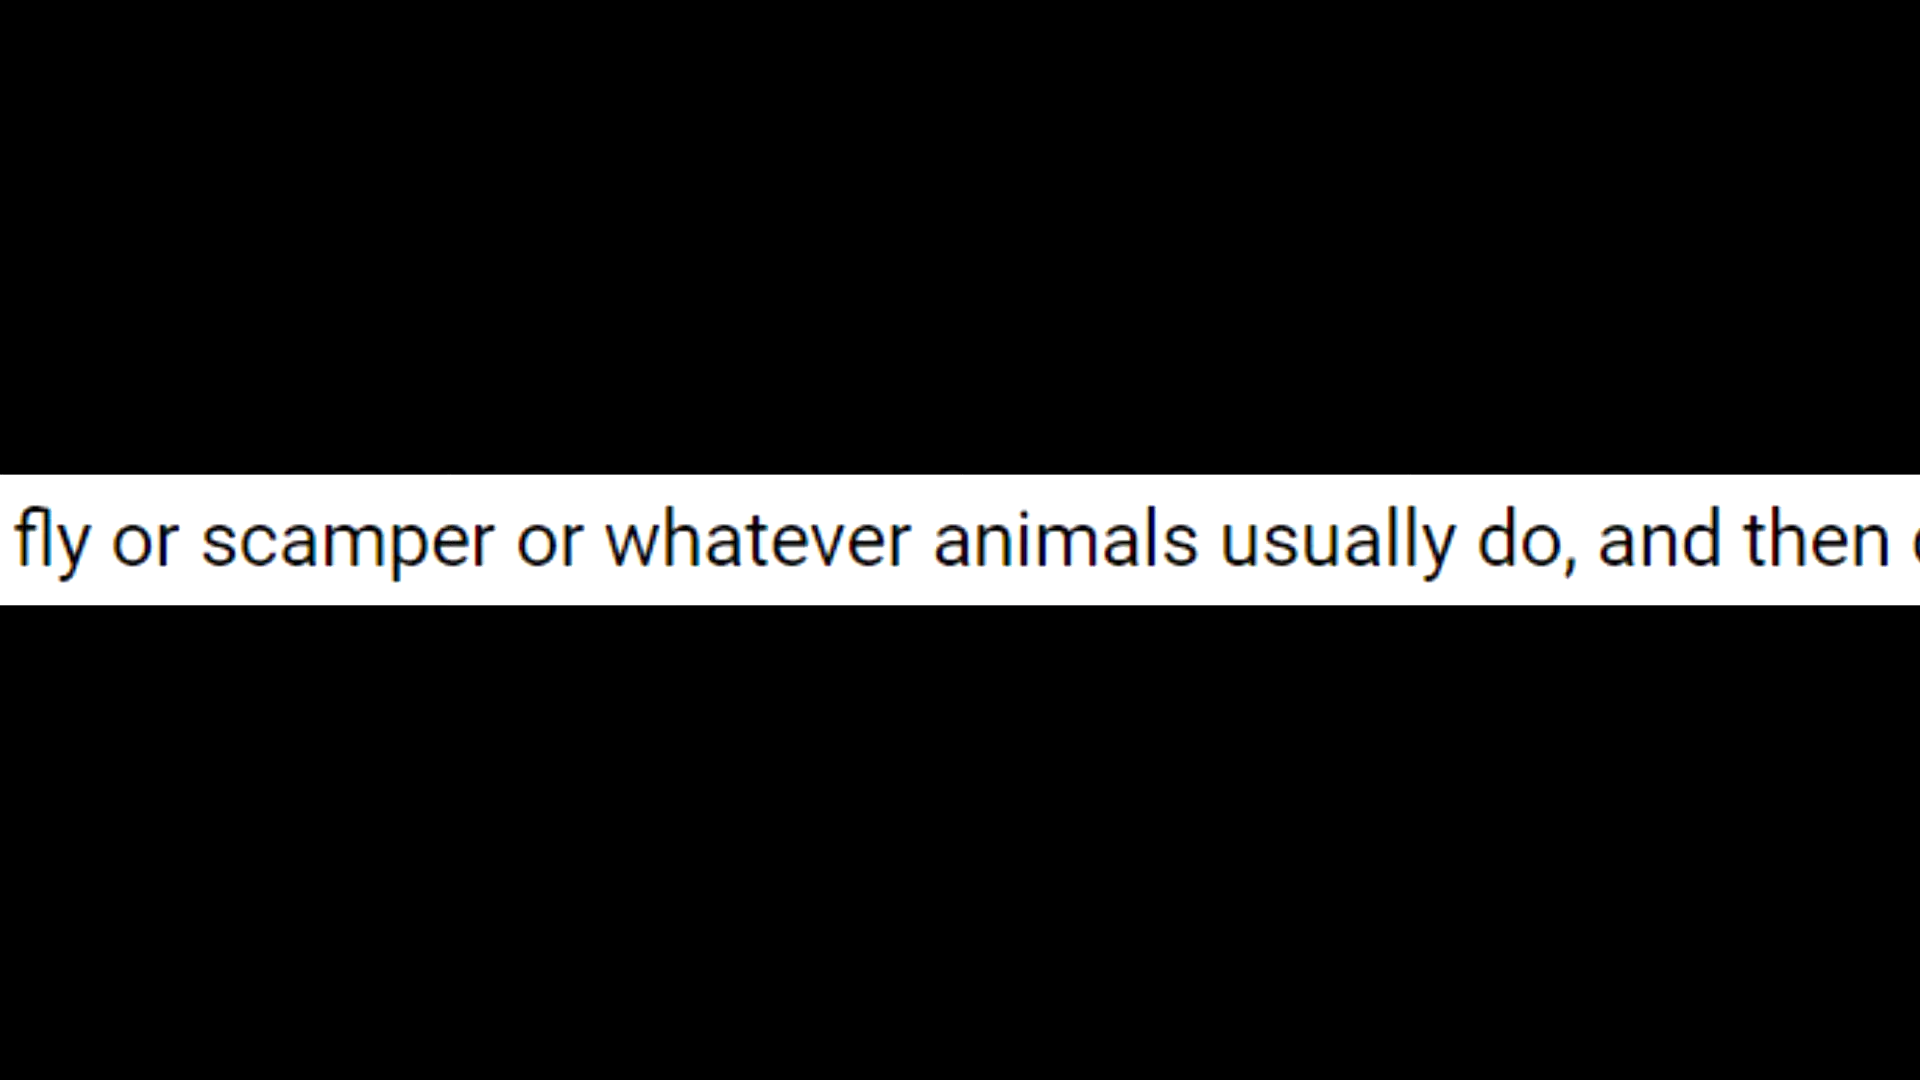 fly or scamper or whatever animals usually do, and then